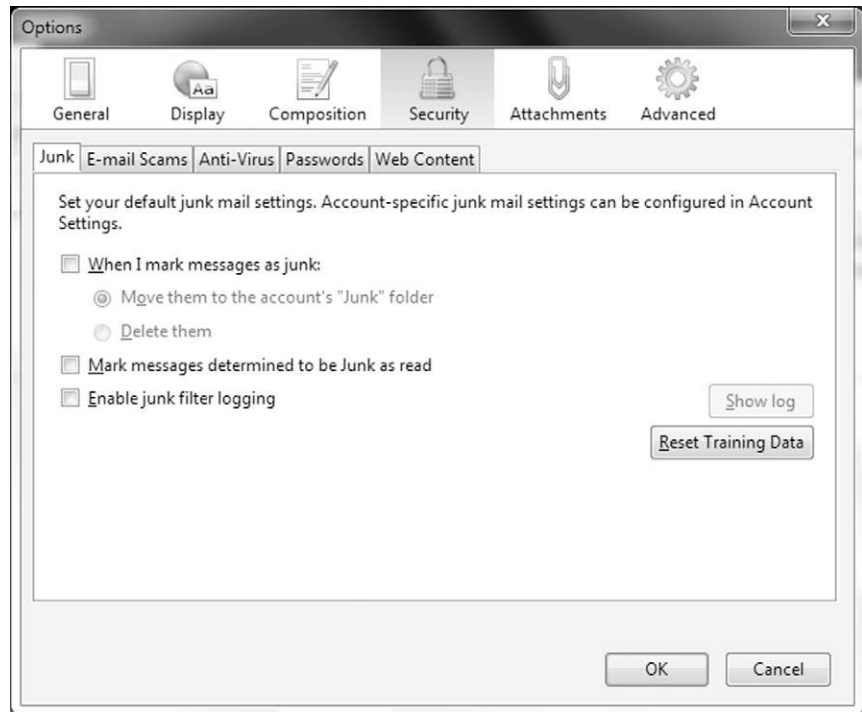 Options
X
Aa
General Display Composition Security Attachments Advanced
Junk E-mail Scams Anti-Virus Passwords Web Content
Set your default junk mail settings. Account-specific junk mail settings can be configured in Account
Settings.
When I mark messages as junk:
Move them to the account's "Junk" folder
Delete them
Mark messages determined to be Junk as read
Enable junk filter logging
Show log
Reset Training Data
OK Cancel